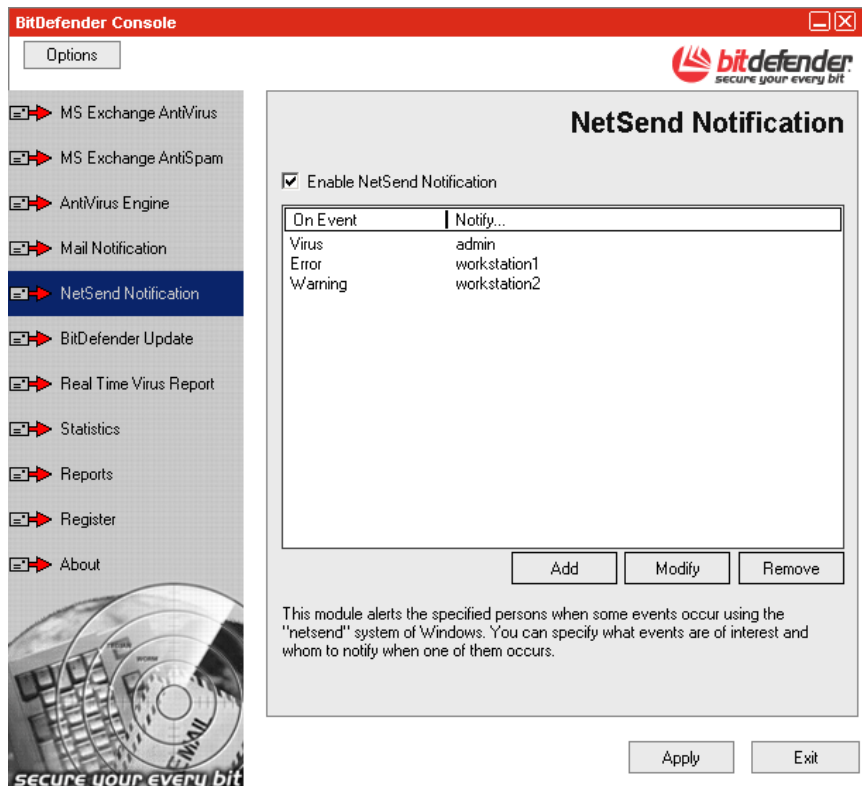 BitDefender Console
Options
bitdefender
secure your every bit
MS Exchange AntiVirus
MS Exchange AntiSpam
AntiVirus Engine
Mail Notification
NetSend Notification
BitDefender Update
Real Time Virus Report
Statistics
Reports
Register
About
TROJAN
WORM
EMAIL
secure your every bit
NetSend Notification
Enable NetSend Notification
On Event Notify...
Virus admin
Error workstation1
Warning workstation2
Add Modify Remove
This module alerts the specified persons when some events occur using the
"netsend" system of Windows. You can specify what events are of interest and
whom to notify when one of them occurs.
Apply Exit